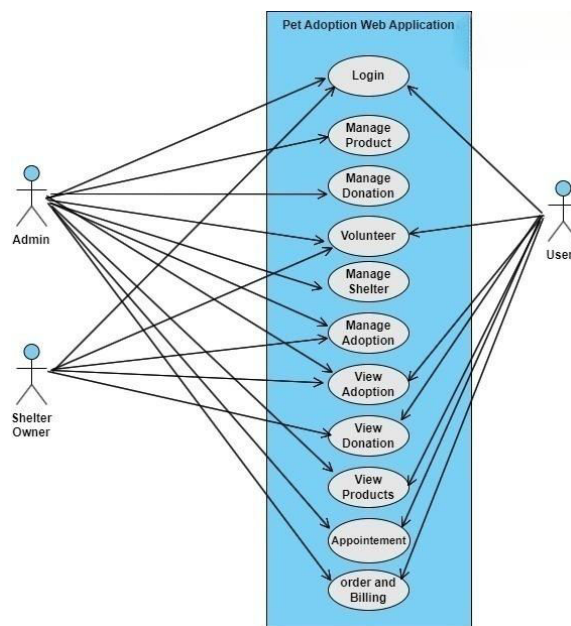 Pet Adoption Web Application
Login
Manage
Product
Manage
Donation
Admin
Volunteer
User
Manage
Shelter
Manage
Adoption
View
Adoption
Shelter
Owner
View
Donation
View
Products
Appointement
order and
Billing